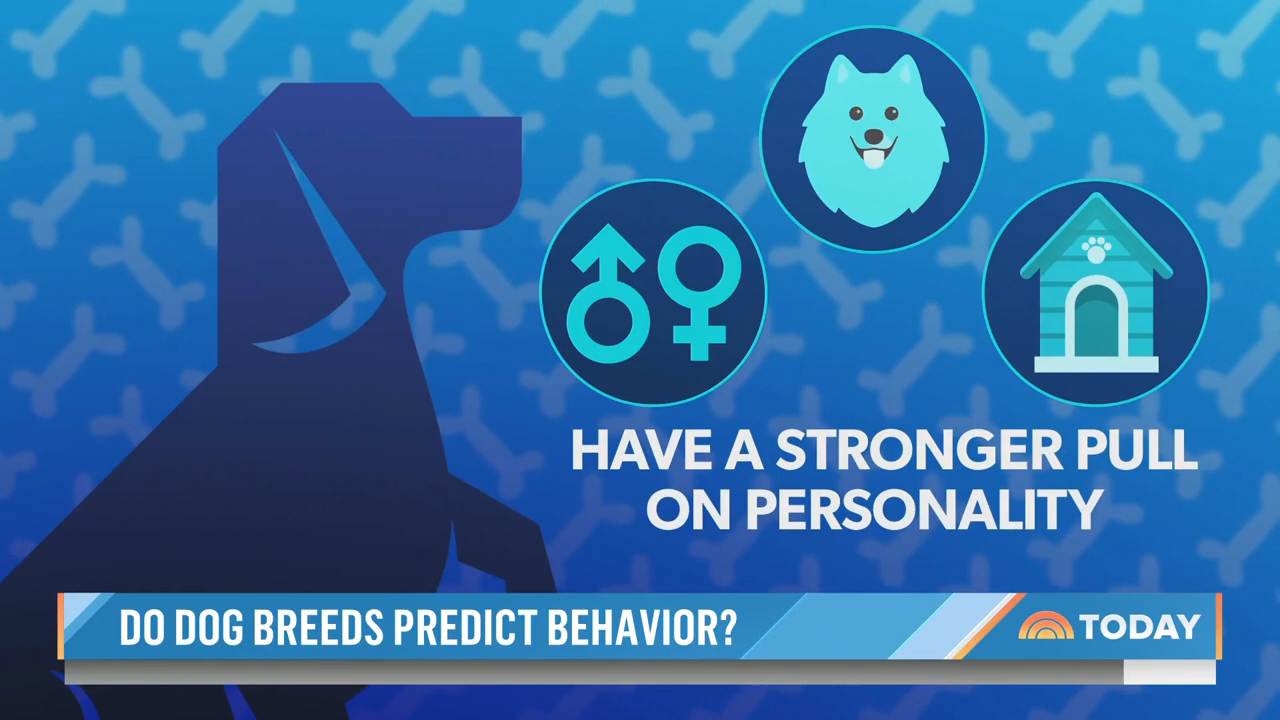 HAVE A STRONGER PULL
ON PERSONALITY
DO DOG BREEDS PREDICT BEHAVIOR?
TODAY